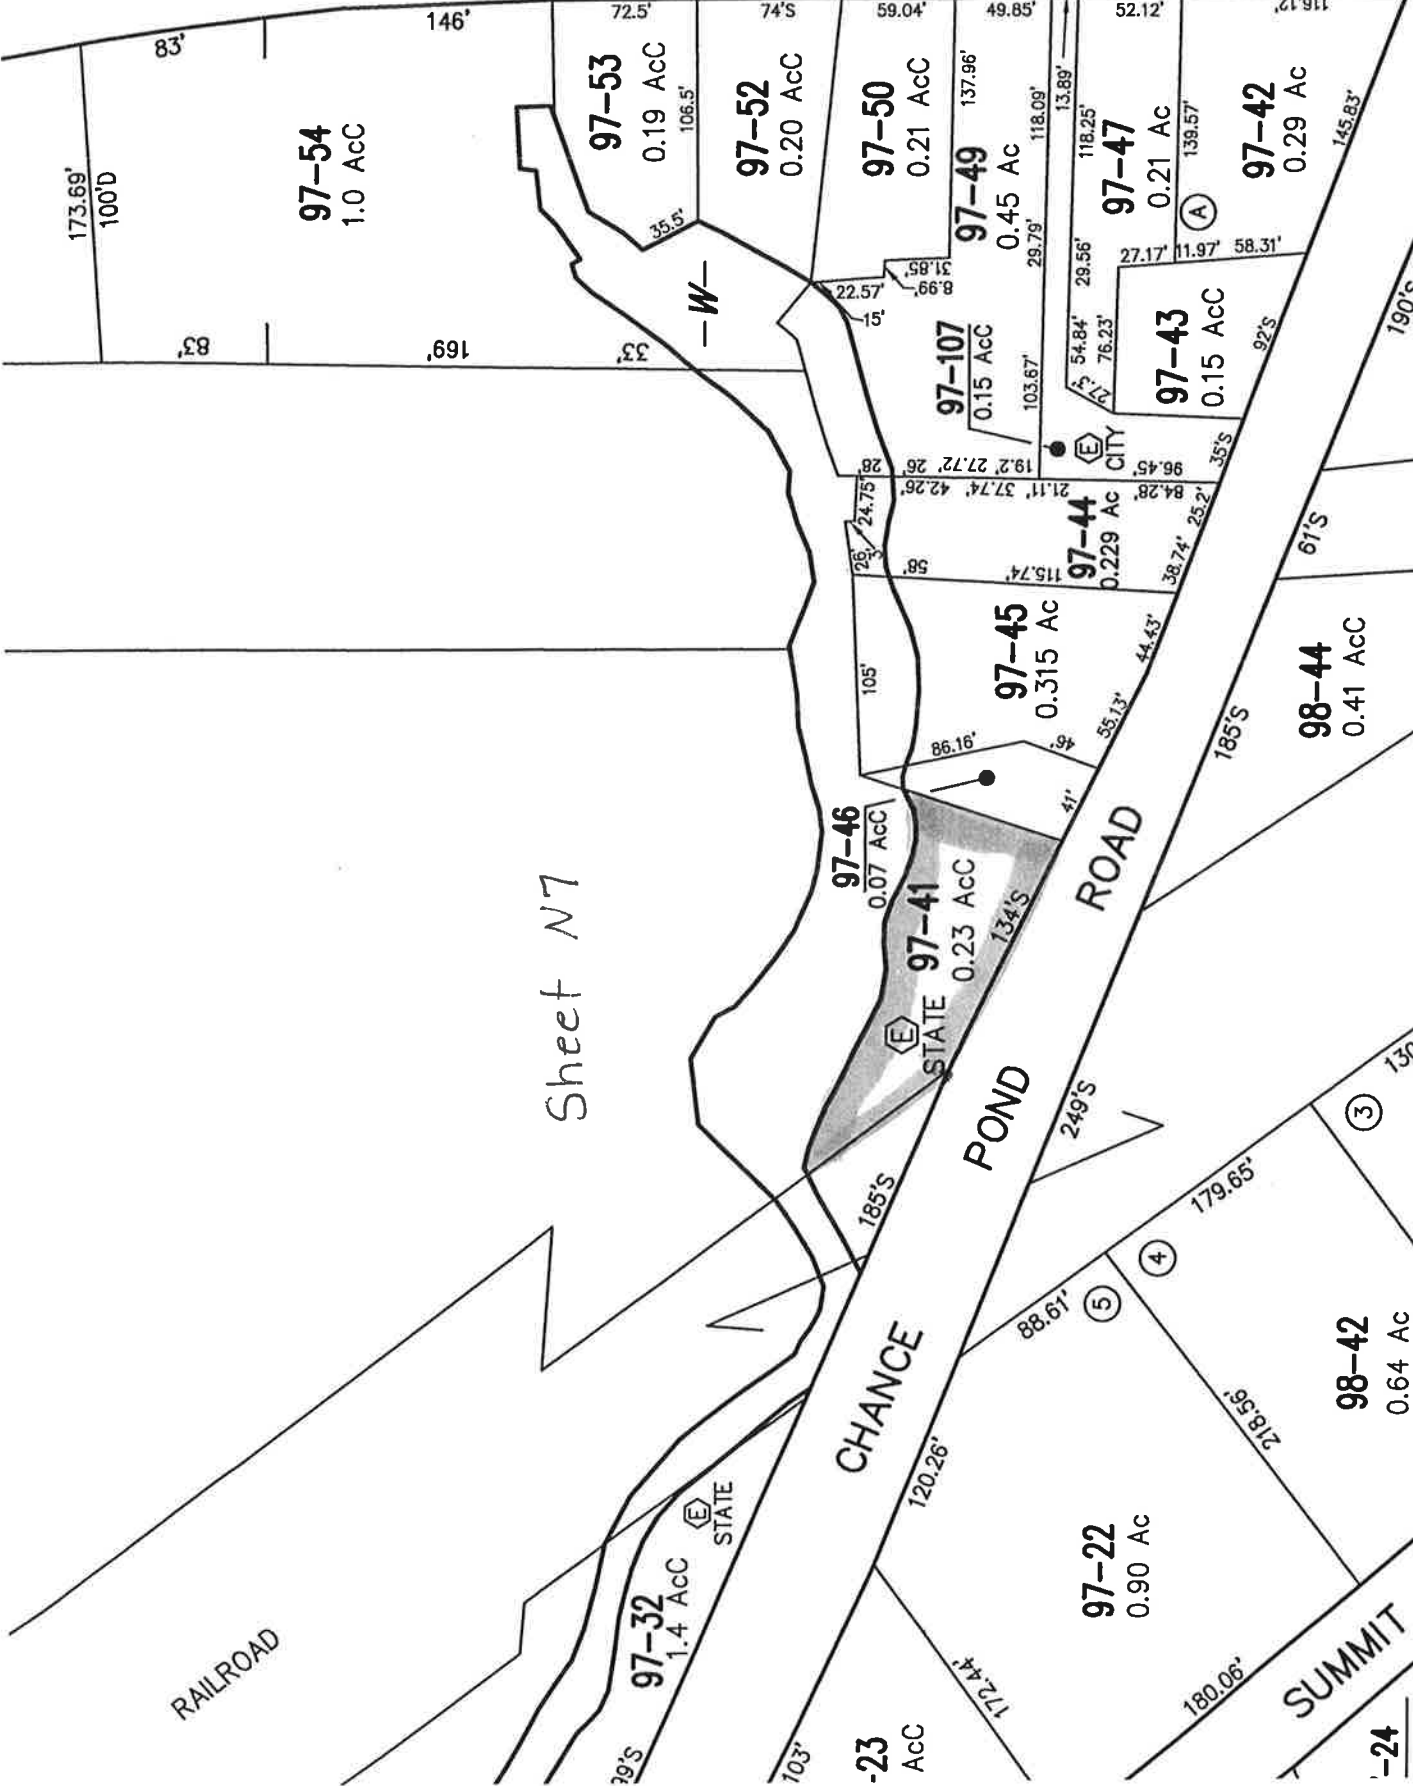 146'
83'
173.69'
100'D
97-54
1.0 AcC
72.5'
97-53
0.19 AcC
106.5'
35.5'
74'S
97-52
0.20 AcC
59.04'
97-50
0.21 AcC
49.85'
137.96'
97-49
0.45 Ac
118.09'
29.79'
13.89'
118.25'
29.56'
52.12'
97-47
0.21 Ac
139.57'
A
116.12'
97-42
0.29 Ac
145.83'
27.17'
11.97'
58.31'
31.85'
8.99'
22.57'
15'
-W-
83'
169'
33'
97-107
0.15 AcC
103.67'
54.84'
76.23'
27.3'
97-43
0.15 AcC
92'S
190'S
E
CITY
28'
26'
27.72'
19.2'
96.45'
35'S
42.26'
37.74'
21.11'
84.28'
25.2'
24.75'
26'
3'
58'
115.74'
97-44
0.229 Ac
38.74'
61'S
105'
97-45
0.315 Ac
44.43'
55.13'
86.16'
46'
41'
98-44
0.41 AcC
185'S
97-46
0.07 AcC
97-41
0.23 AcC
134'S
E
STATE
Sheet N7
CHANCE POND ROAD
185'S
249'S
130
3
179.65'
4
5
88.61'
218.56'
98-42
0.64 Ac
120.26'
97-22
0.90 Ac
172.44'
180.06'
SUMMIT
E
STATE
97-32
1.4 AcC
RAILROAD
99'S
103'
-23
AcC
-24